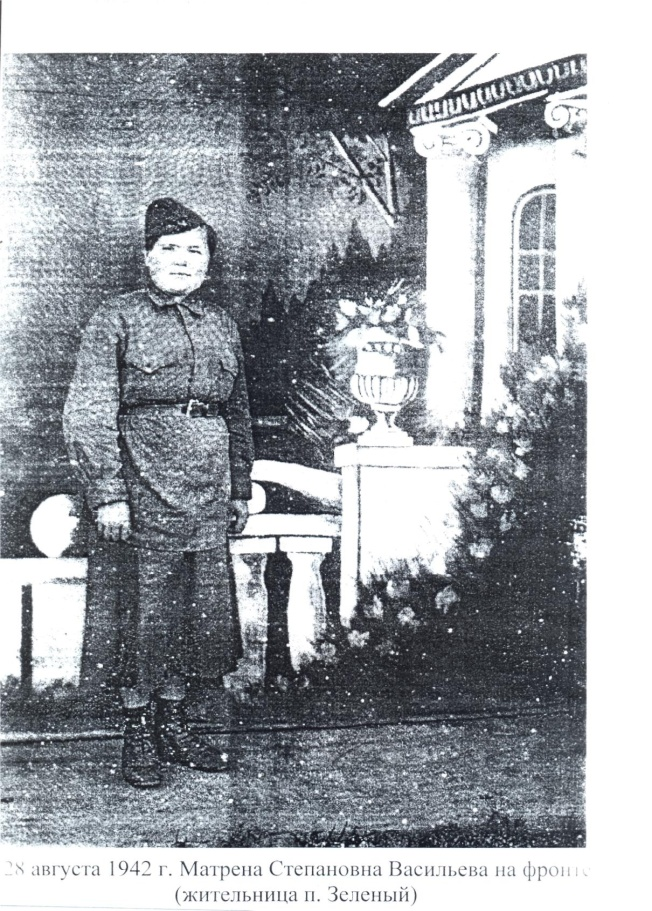 28 августа 1942 г. Матрена Степановна Васильева на фронте
(жительница п. Зеленый)